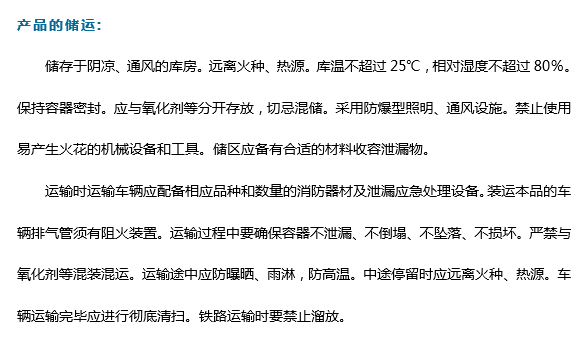 产品的储运：
储存于阴凉、通风的库房。远离火种、热源。库温不超过 25℃，相对湿度不超过 80%。
保持容器密封。应与氧化剂等分开存放，切忌混储。采用防爆型照明、通风设施。禁止使用
易产生火花的机械设备和工具。储区应备有合适的材料收容泄漏物。
运输时运输车辆应配备相应品种和数量的消防器材及泄漏应急处理设备。装运本品的车
辆排气管须有阻火装置。运输过程中要确保容器不泄漏、不倒塌、不坠落、不损坏。严禁与
氧化剂等混装混运。运输途中应防曝晒、雨淋，防高温。中途停留时应远离火种、热源。车
辆运输完毕应进行彻底清扫。铁路运输时要禁止溜放。